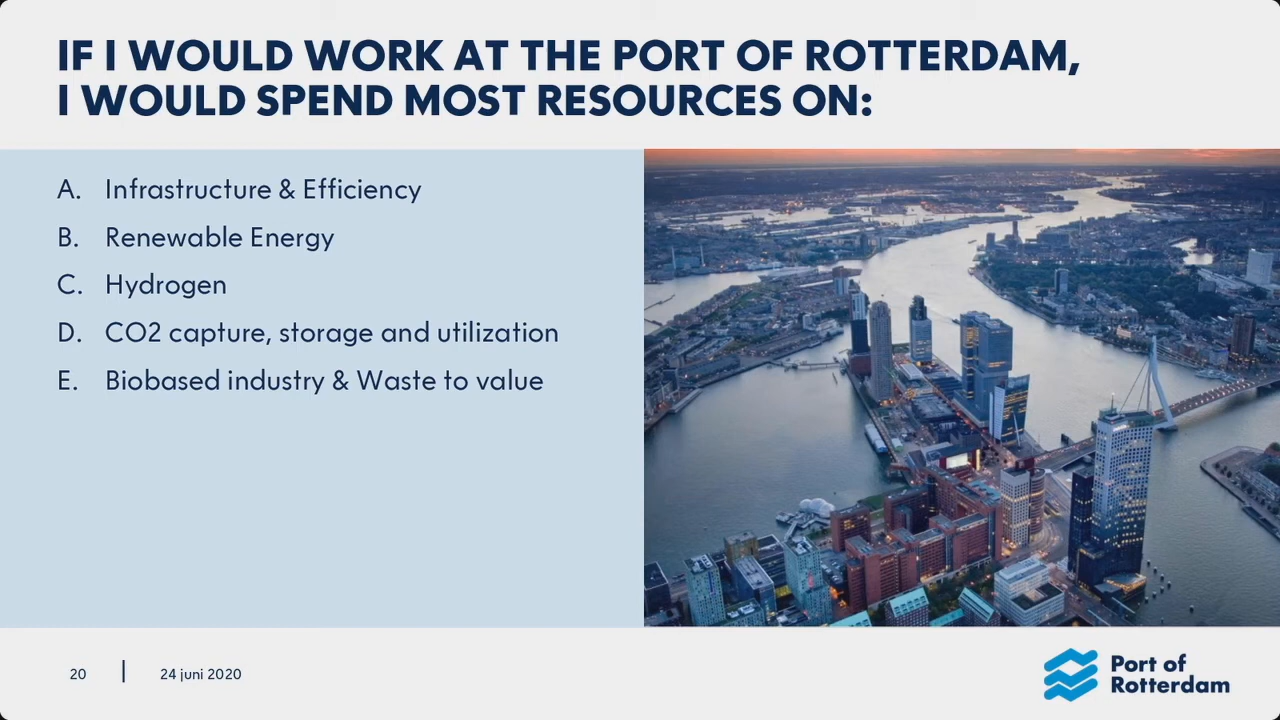 IF I WOULD WORK AT THE PORT OF ROTTERDAM,
I WOULD SPEND MOST RESOURCES ON:
A. Infrastructure & Efficiency
B. Renewable Energy
C. Hydrogen
D. CO2 capture, storage and utilization
E. Biobased industry & Waste to value
20 | 24 juni 2020
Port of
Rotterdam